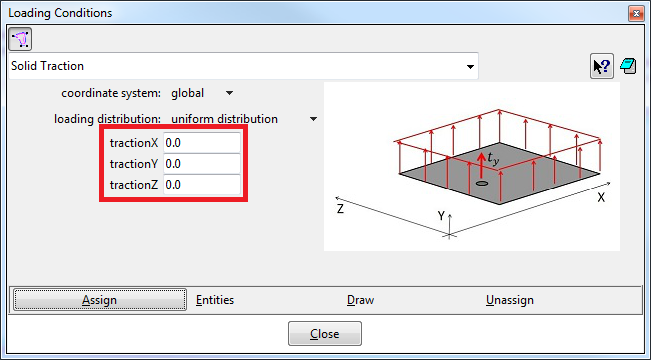 Loading Conditions
Solid Traction
coordinate system: global
loading distribution: uniform distribution
tractionX 0.0
tractionY 0.0
tractionZ 0.0
t_y
X
Z
Y
Assign Entities Draw Unassign
Close